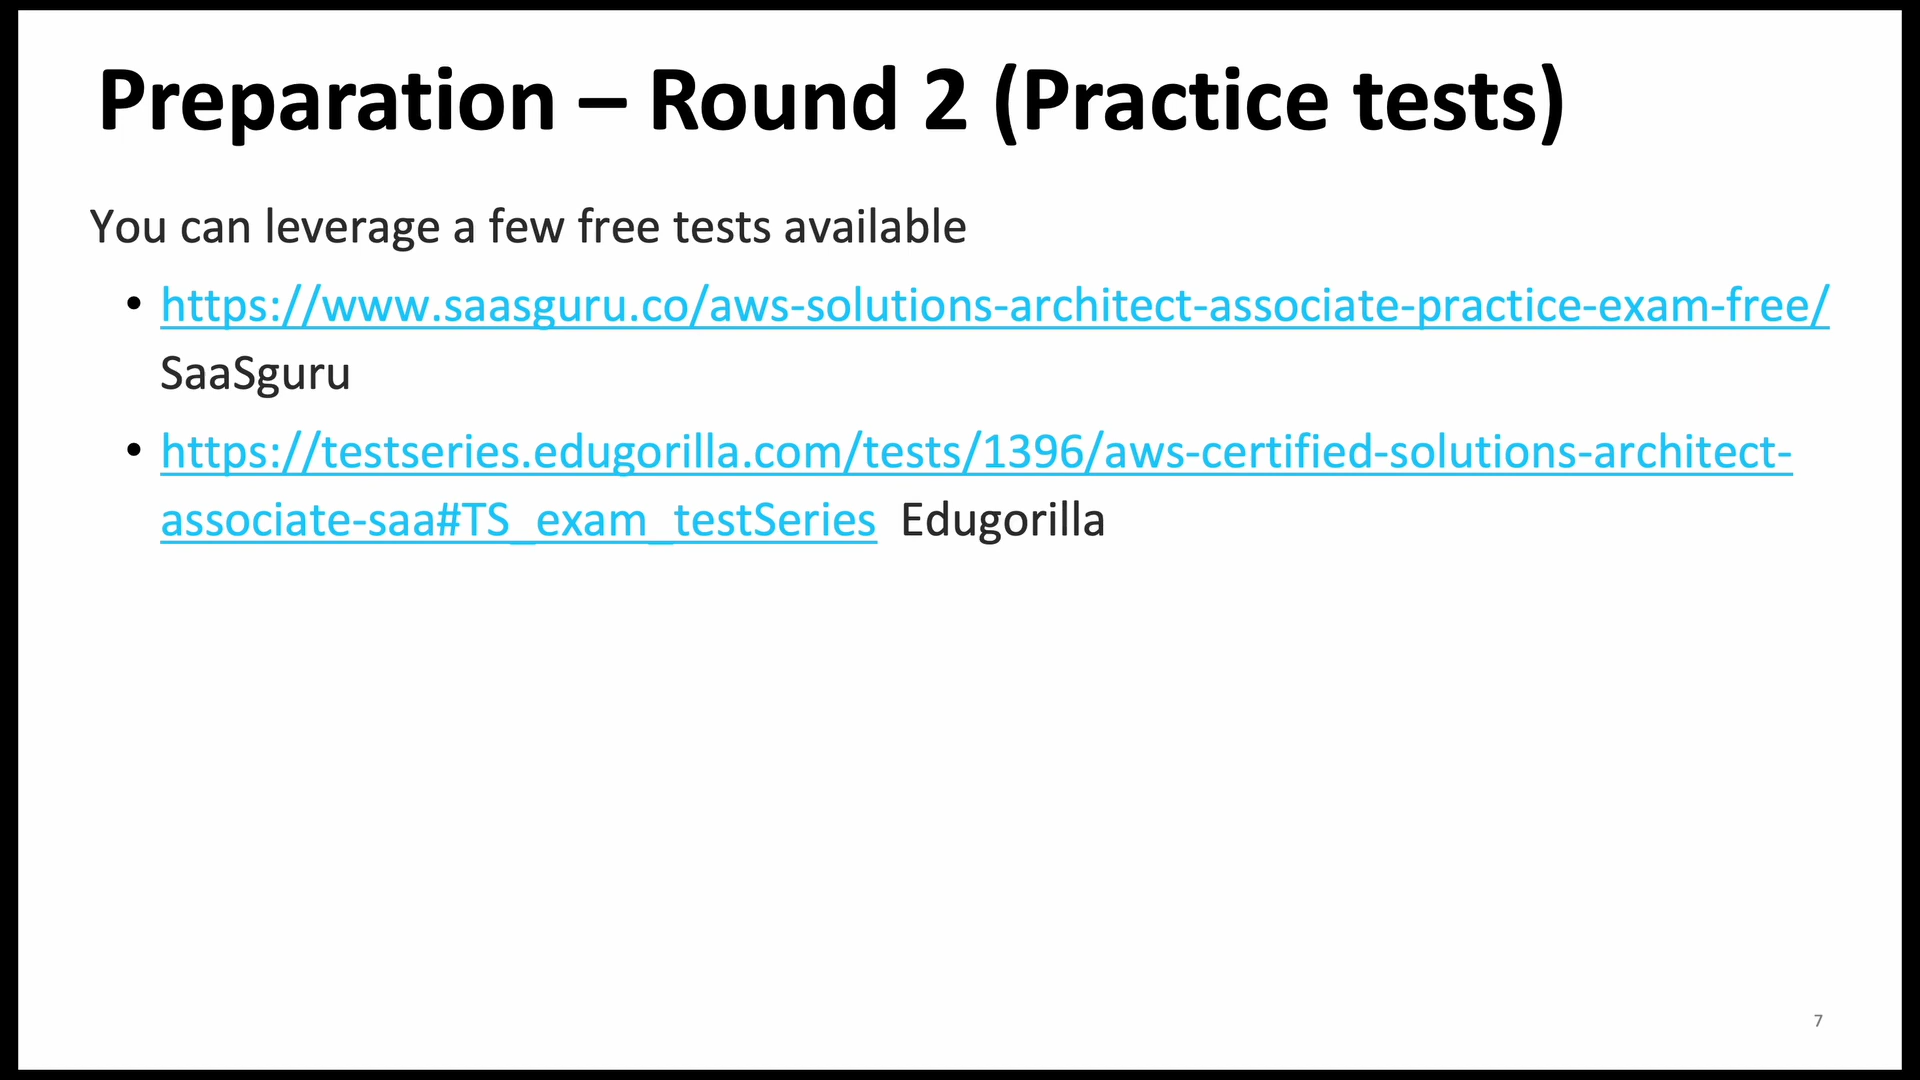 Preparation – Round 2 (Practice tests)
You can leverage a few free tests available
• https://www.saasguru.co/aws-solutions-architect-associate-practice-exam-free/
SaaSguru
• https://testseries.edugorilla.com/tests/1396/aws-certified-solutions-architect-
associate-saa#TS_exam_testSeries  Edugorilla
7